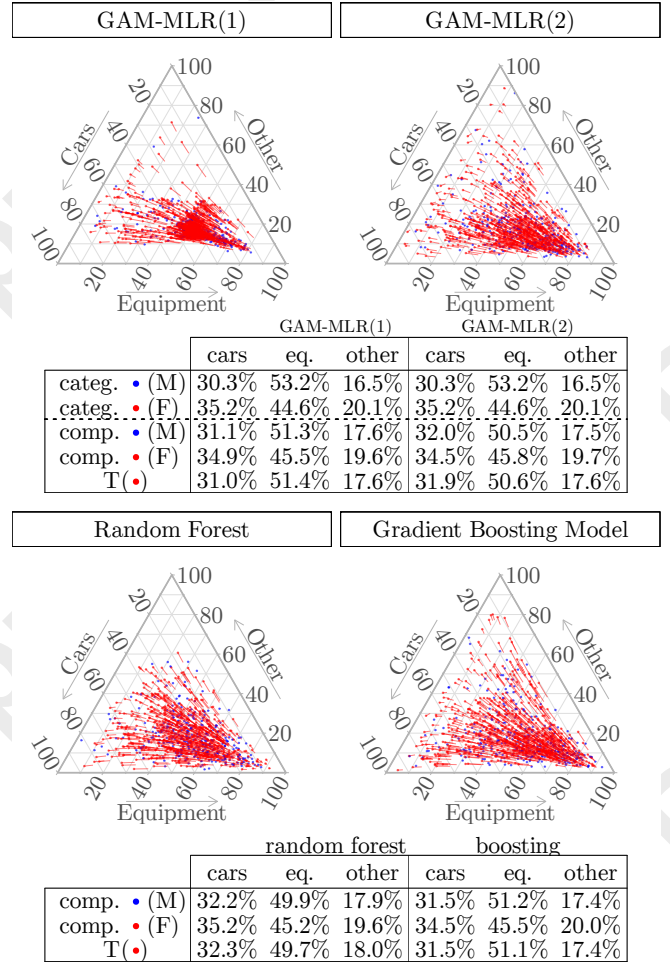 GAM-MLR(1) GAM-MLR(2)
100 100
20 80 20 80
Cars 40 Other Cars 40 Other
60 60
60 40 60 40
80 20 80 20
100 20 40 60 80 100 100 20 40 60 80 100
Equipment Equipment
GAM-MLR(1) GAM-MLR(2)
cars eq. other cars eq. other
categ. • (M) 30.3% 53.2% 16.5% 30.3% 53.2% 16.5%
categ. • (F) 35.2% 44.6% 20.1% 35.2% 44.6% 20.1%
comp. • (M) 31.1% 51.3% 17.6% 32.0% 50.5% 17.5%
comp. • (F) 34.9% 45.5% 19.6% 34.5% 45.8% 19.7%
T(•) 31.0% 51.4% 17.6% 31.9% 50.6% 17.6%
Random Forest Gradient Boosting Model
100 100
20 80 20 80
Cars 40 Other Cars 40 Other
60 60
60 40 60 40
80 20 80 20
100 20 40 60 80 100 100 20 40 60 80 100
Equipment Equipment
random forest boosting
cars eq. other cars eq. other
comp. • (M) 32.2% 49.9% 17.9% 31.5% 51.2% 17.4%
comp. • (F) 35.2% 45.2% 19.6% 34.5% 45.5% 20.0%
T(•) 32.3% 49.7% 18.0% 31.5% 51.1% 17.4%